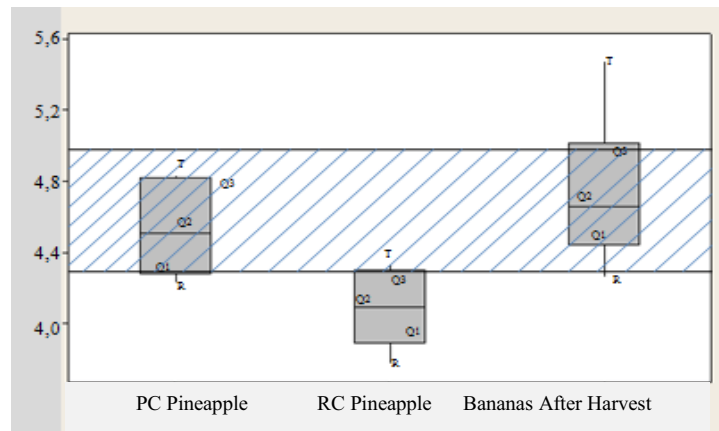 5,6
5,2
4,8
4,4
4,0
T
Q3
Q2
Q1
R
T
Q3
Q2
Q1
R
T
Q3
Q2
Q1
R
PC Pineapple RC Pineapple Bananas After Harvest